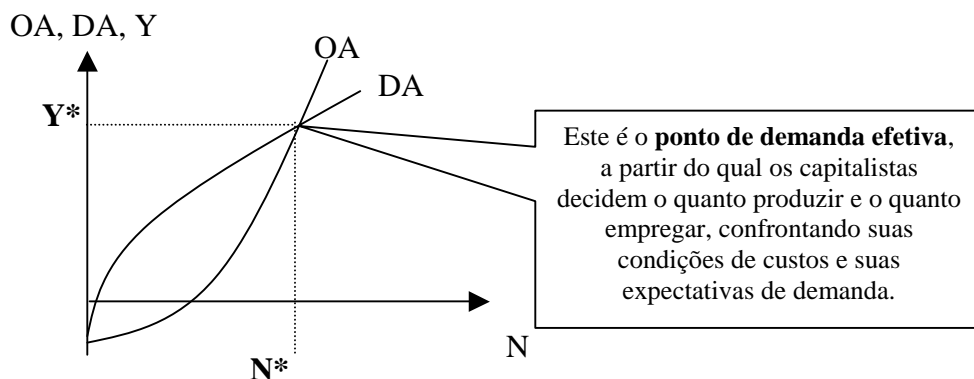 OA, DA, Y
OA
DA
Y*
Este é o ponto de demanda efetiva,
a partir do qual os capitalistas
decidem o quanto produzir e o quanto
empregar, confrontando suas
condições de custos e suas
expectativas de demanda.
N
N*